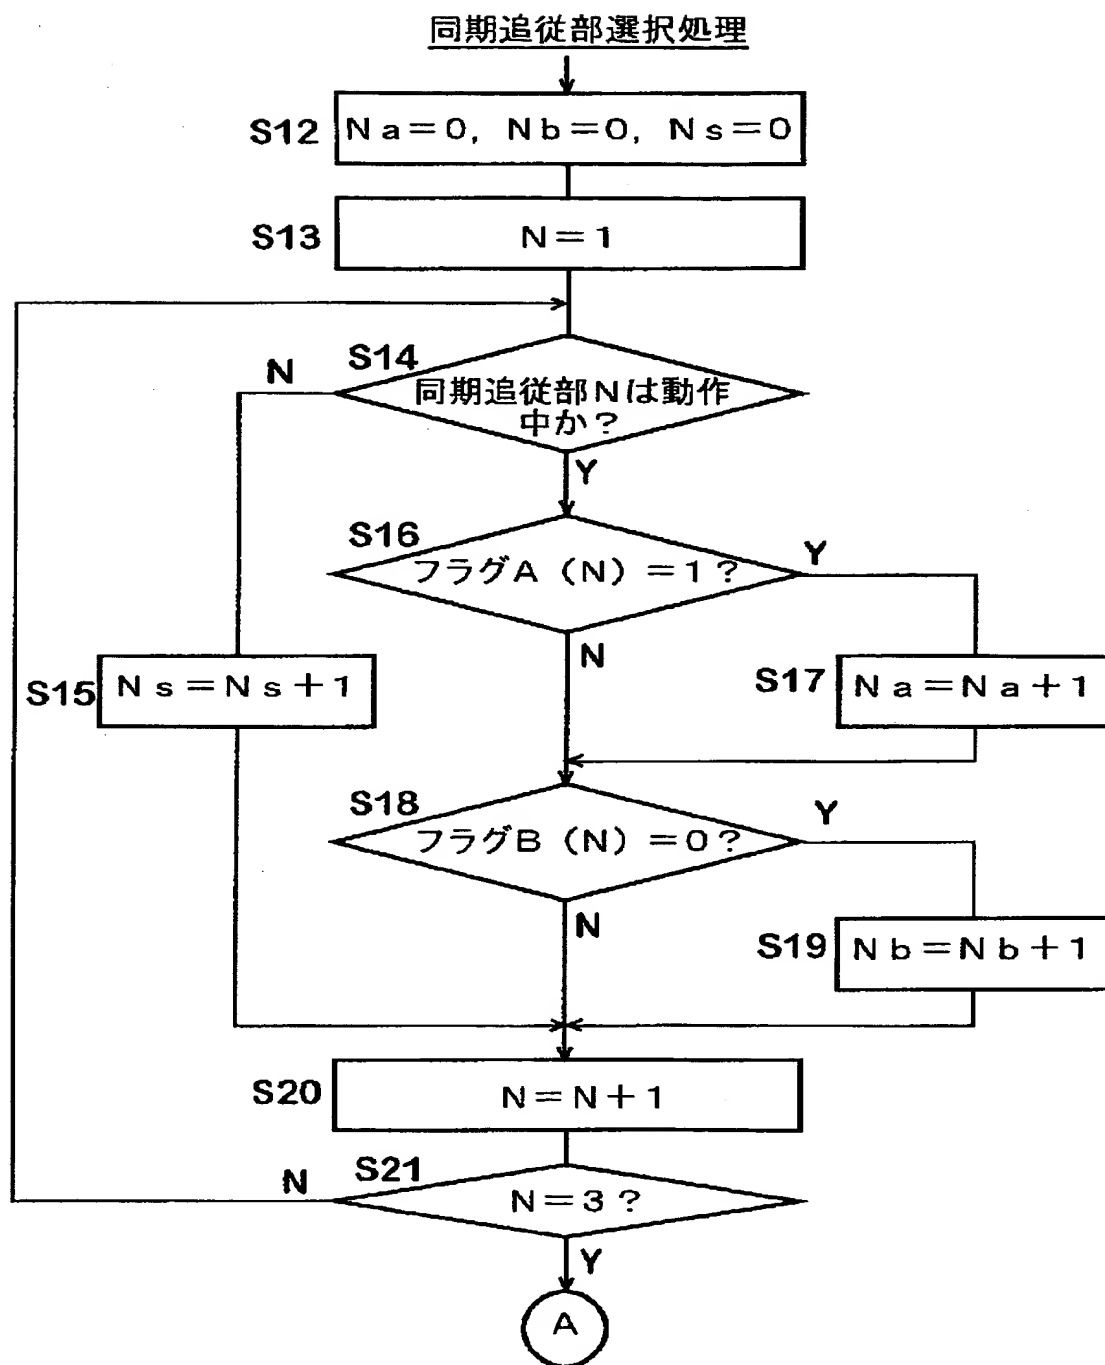 同期追従部選択処理
S12
Na=0, Nb=0, Ns=0
S13
N=1
S14
N
同期追従部Nは動作
中か?
Y
S16
フラグA(N)=1?
Y
N
S15
Ns=Ns+1
S17
Na=Na+1
S18
フラグB(N)=0?
Y
N
S19
Nb=Nb+1
S20
N=N+1
S21
N
N=3?
Y
A